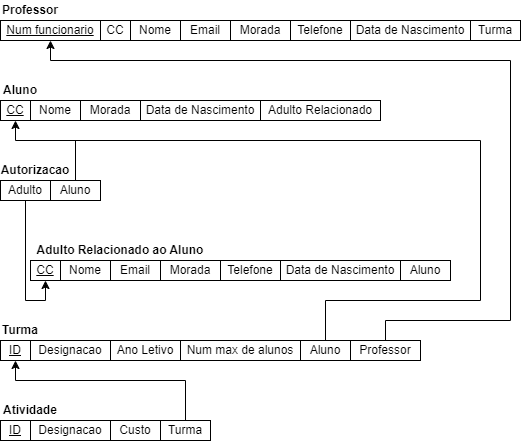 Professor
Num funcionario CC Nome Email Morada Telefone Data de Nascimento Turma
Aluno
CC Nome Morada Data de Nascimento Adulto Relacionado
Autorizacao
Adulto Aluno
Adulto Relacionado ao Aluno
CC Nome Email Morada Telefone Data de Nascimento Aluno
Turma
ID Designacao Ano Letivo Num max de alunos Aluno Professor
Atividade
ID Designacao Custo Turma